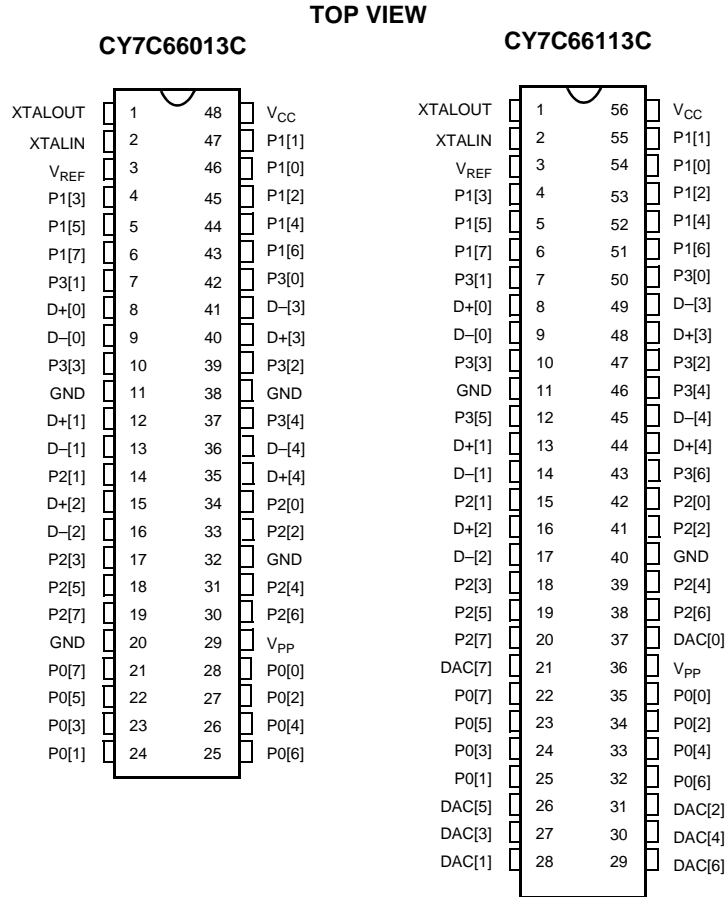 TOP VIEW
CY7C66013C
XTALOUT 1 48 VCC
XTALIN 2 47 P1[1]
VREF 3 46 P1[0]
P1[3] 4 45 P1[2]
P1[5] 5 44 P1[4]
P1[7] 6 43 P1[6]
P3[1] 7 42 P3[0]
D+[0] 8 41 D–[3]
D–[0] 9 40 D+[3]
P3[3] 10 39 P3[2]
GND 11 38 GND
D+[1] 12 37 P3[4]
D–[1] 13 36 D–[4]
P2[1] 14 35 D+[4]
D+[2] 15 34 P2[0]
D–[2] 16 33 P2[2]
P2[3] 17 32 GND
P2[5] 18 31 P2[4]
P2[7] 19 30 P2[6]
GND 20 29 VPP
P0[7] 21 28 P0[0]
P0[5] 22 27 P0[2]
P0[3] 23 26 P0[4]
P0[1] 24 25 P0[6]
CY7C66113C
XTALOUT 1 56 VCC
XTALIN 2 55 P1[1]
VREF 3 54 P1[0]
P1[3] 4 53 P1[2]
P1[5] 5 52 P1[4]
P1[7] 6 51 P1[6]
P3[1] 7 50 P3[0]
D+[0] 8 49 D–[3]
D–[0] 9 48 D+[3]
P3[3] 10 47 P3[2]
GND 11 46 P3[4]
P3[5] 12 45 D–[4]
D+[1] 13 44 D+[4]
D–[1] 14 43 P3[6]
P2[1] 15 42 P2[0]
D+[2] 16 41 P2[2]
D–[2] 17 40 GND
P2[3] 18 39 P2[4]
P2[5] 19 38 P2[6]
P2[7] 20 37 DAC[0]
DAC[7] 21 36 VPP
P0[7] 22 35 P0[0]
P0[5] 23 34 P0[2]
P0[3] 24 33 P0[4]
P0[1] 25 32 P0[6]
DAC[5] 26 31 DAC[2]
DAC[3] 27 30 DAC[4]
DAC[1] 28 29 DAC[6]